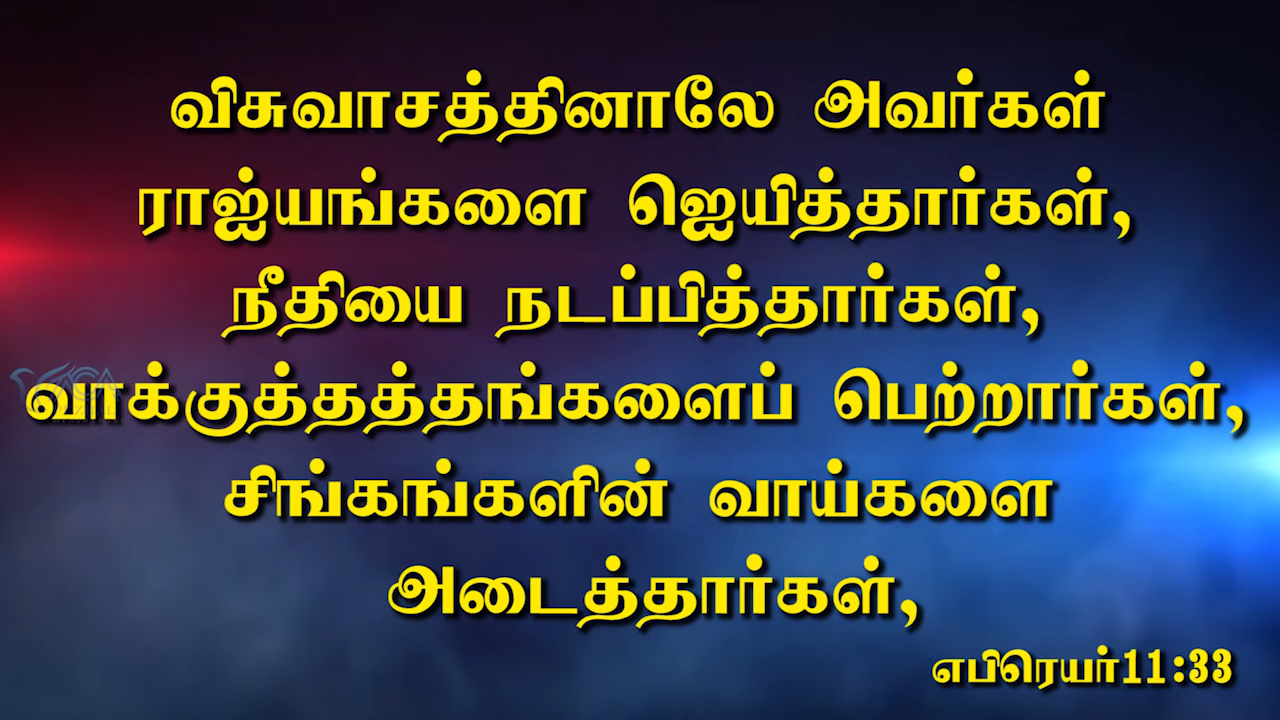 விசுவாசத்தினாலே அவர்கள்
ராஜ்யங்களை ஜெயித்தார்கள்,
நீதியை நடப்பித்தார்கள்,
வாக்குத்தத்தங்களைப் பெற்றார்கள்,
சிங்கங்களின் வாய்களை
அடைத்தார்கள்,
எபிரெயர்11:33